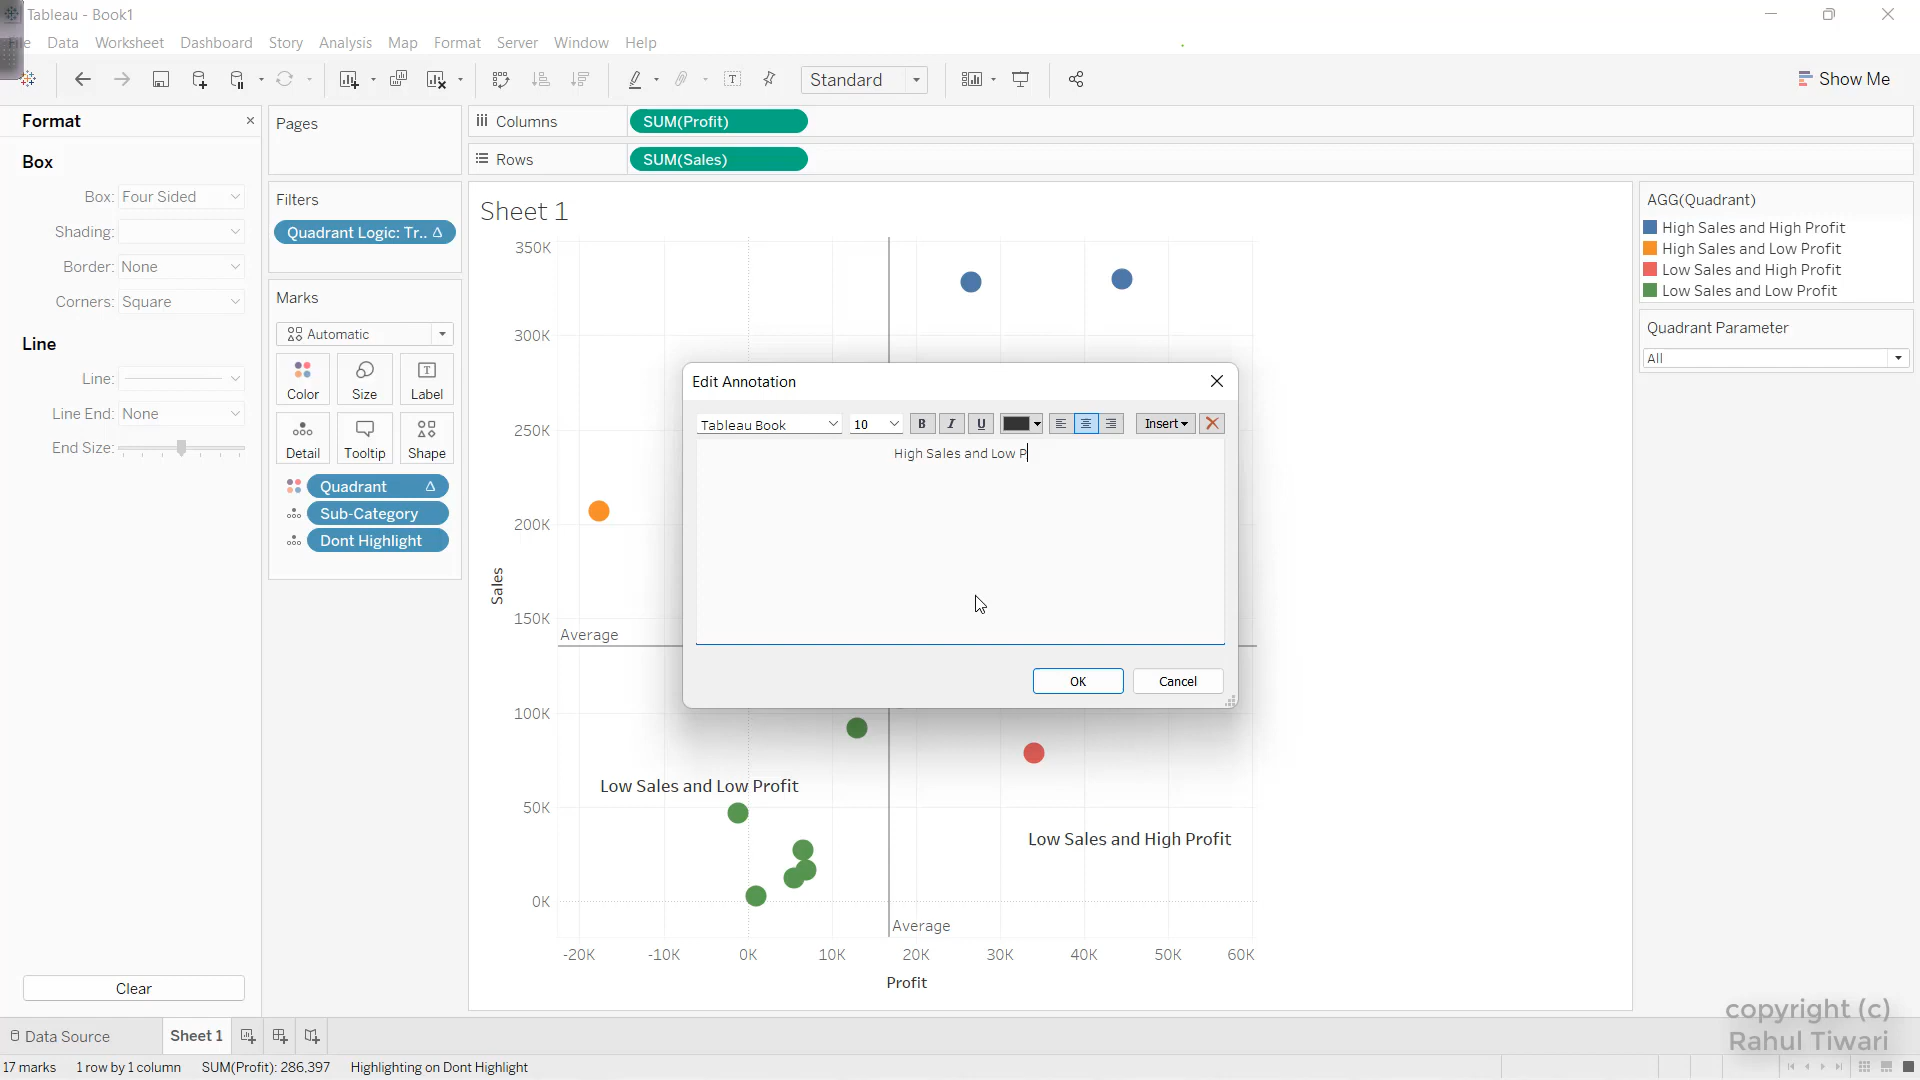 Tableau - Book1
Data Worksheet Dashboard Story Analysis Map Format Server Window Help
Standard
Show Me
Format
Box
Box: Four Sided
Shading:
Border: None
Corners: Square
Line
Line:
Line End: None
End Size:
Clear
Pages
Filters
Quadrant Logic: Tr..
Marks
Automatic
Color Size Label
Detail Tooltip Shape
Quadrant
Sub-Category
Dont Highlight
Columns SUM(Profit)
Rows SUM(Sales)
Sheet 1
350K
300K
250K
200K
150K
100K
50K
0K
Sales
Average
Low Sales and Low Profit
Low Sales and High Profit
Average
-20K -10K 0K 10K 20K 30K 40K 50K 60K
Profit
Edit Annotation
Tableau Book 10 B I U Insert
High Sales and Low P
OK Cancel
AGG(Quadrant)
High Sales and High Profit
High Sales and Low Profit
Low Sales and High Profit
Low Sales and Low Profit
Quadrant Parameter
All
copyright (c)
Rahul Tiwari
Data Source Sheet 1
17 marks 1 row by 1 column SUM(Profit): 286,397 Highlighting on Dont Highlight